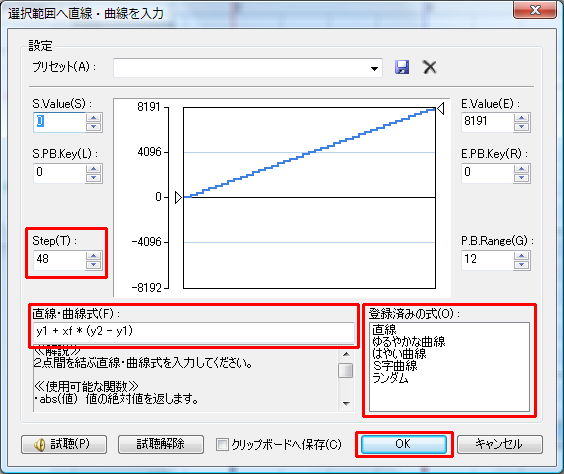 選択範囲へ直線・曲線を入力
設定
プリセット(A)：
S.Value(S)：
0
S.PB.Key(L)：
0
Step(T)：
48
8191
4096
0
-4096
-8192
E.Value(E)：
8191
E.PB.Key(R)：
0
P.B.Range(G)：
12
直線・曲線式(F)：
y1 + xf * (y2 - y1)
≪解説≫
2点間を結ぶ直線・曲線式を入力してください。
≪使用可能な関数≫
・abs(値)　値の絶対値を返します。
登録済みの式(O)：
直線
ゆるやかな曲線
はやい曲線
S字曲線
ランダム
試聴(P)
試聴解除
クリップボードへ保存(C)
OK
キャンセル